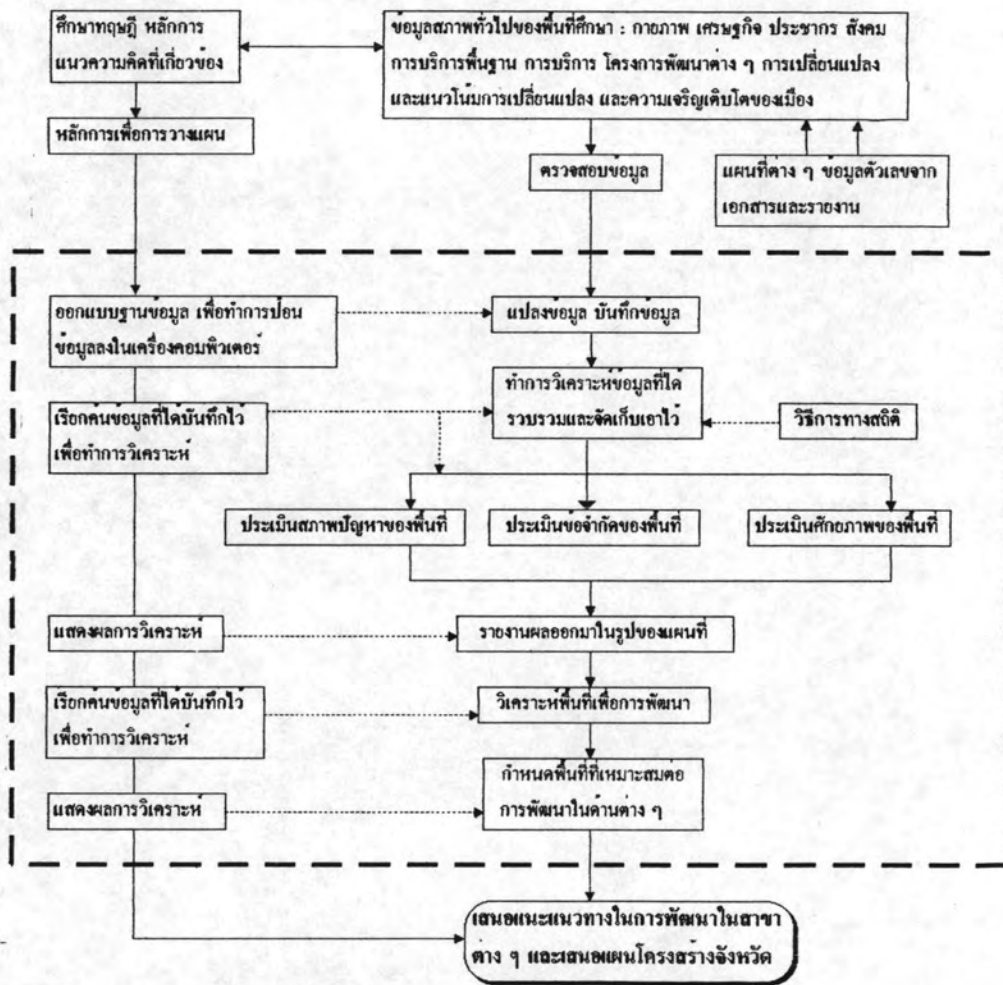 ศึกษาทฤษฎี หลักการ
แนวความคิดที่เกี่ยวข้อง
ข้อมูลสภาพทั่วไปของพื้นที่ศึกษา : กายภาพ เศรษฐกิจ ประชากร สังคม
การบริการพื้นฐาน การบริการ โครงการพัฒนาต่าง ๆ การเปลี่ยนแปลง
และแนวโน้มการเปลี่ยนแปลง และความเจริญเติบโตของเมือง
หลักการเพื่อการวางแผน
ตรวจสอบข้อมูล
แผนที่ต่าง ๆ ข้อมูลตัวเลขจาก
เอกสารและรายงาน
ออกแบบฐานข้อมูล เพื่อทำการป้อน
ข้อมูลลงในเครื่องคอมพิวเตอร์
แปลงข้อมูล บันทึกข้อมูล
ทำการวิเคราะห์ข้อมูลที่ได้
รวบรวมและจัดเก็บเอาไว้
วิธีการทางสถิติ
เรียกค้นข้อมูลที่ได้บันทึกไว้
เพื่อทำการวิเคราะห์
ประเมินสภาพปัญหาของพื้นที่
ประเมินข้อจำกัดของพื้นที่
ประเมินศักยภาพของพื้นที่
แสดงผลการวิเคราะห์
รายงานผลออกมาในรูปของแผนที่
เรียกค้นข้อมูลที่ได้บันทึกไว้
เพื่อทำการวิเคราะห์
วิเคราะห์พื้นที่เพื่อการพัฒนา
กำหนดพื้นที่ที่เหมาะสมต่อ
การพัฒนาในด้านต่าง ๆ
แสดงผลการวิเคราะห์
เสนอแนะแนวทางในการพัฒนาในสาขา
ต่าง ๆ และเสนอแผนโครงสร้างจังหวัด